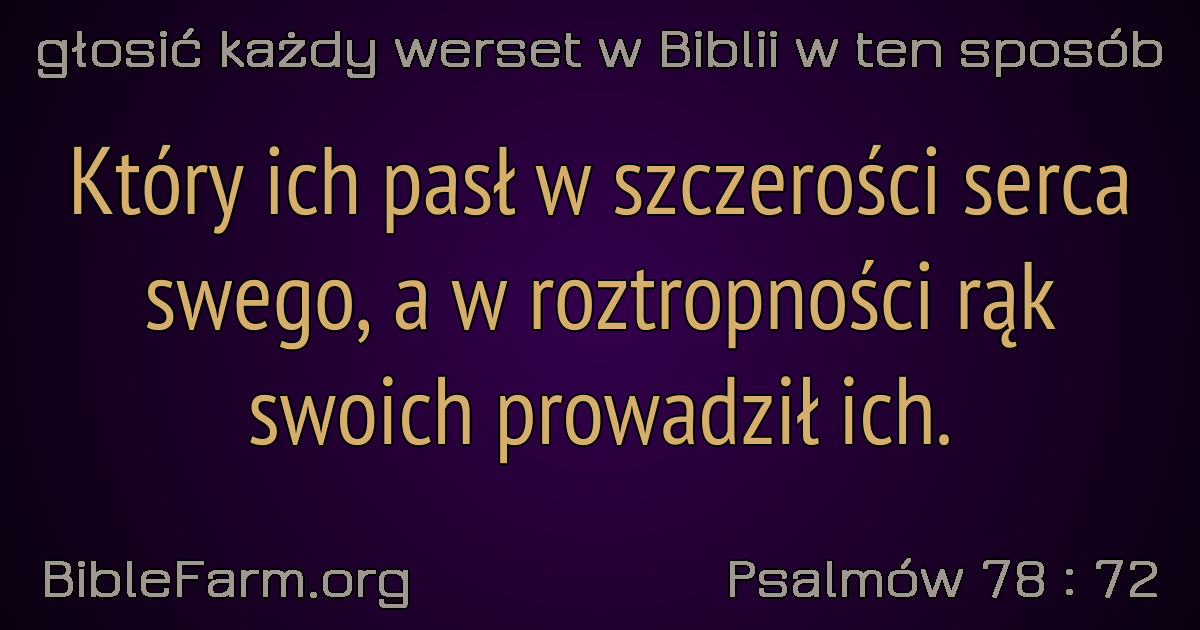 głosić każdy werset w Biblii w ten sposób
Który ich pasł w szczerości serca
swego, a w roztropności rąk
swoich prowadził ich.
BibleFarm.org
Psalmów 78 : 72